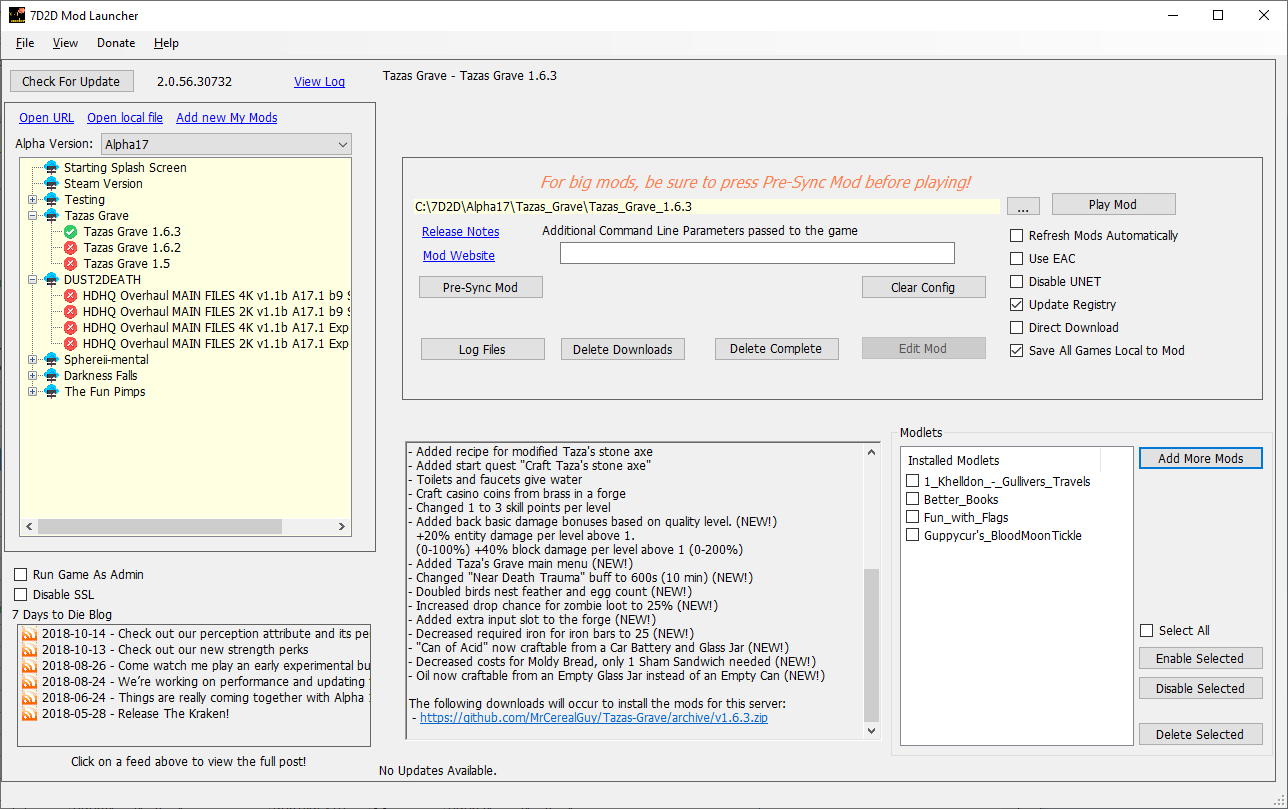 7D2D Mod Launcher
File View Donate Help
Check For Update 2.0.56.30732 View Log
Open URL Open local file Add new My Mods
Alpha Version: Alpha17
Starting Splash Screen
Steam Version
Testing
Tazas Grave
Tazas Grave 1.6.3
Tazas Grave 1.6.2
Tazas Grave 1.5
DUST2DEATH
HDHQ Overhaul MAIN FILES 4K v1.1b A17.1 b9 S
HDHQ Overhaul MAIN FILES 2K v1.1b A17.1 b9 S
HDHQ Overhaul MAIN FILES 4K v1.1b A17.1 Exp
HDHQ Overhaul MAIN FILES 2K v1.1b A17.1 Exp
Sphereii-mental
Darkness Falls
The Fun Pimps
Run Game As Admin
Disable SSL
7 Days to Die Blog
2018-10-14 - Check out our perception attribute and its pe
2018-10-13 - Check out our new strength perks
2018-08-26 - Come watch me play an early experimental bu
2018-08-24 - We're working on performance and updating
2018-06-24 - Things are really coming together with Alpha 1
2018-05-28 - Release The Kraken!
Click on a feed above to view the full post!
Tazas Grave - Tazas Grave 1.6.3
For big mods, be sure to press Pre-Sync Mod before playing!
C:\7D2D\Alpha17\Tazas_Grave\Tazas_Grave_1.6.3 ... Play Mod
Release Notes Additional Command Line Parameters passed to the game
Mod Website
Pre-Sync Mod Clear Config
Log Files Delete Downloads Delete Complete Edit Mod
Refresh Mods Automatically
Use EAC
Disable UNET
Update Registry
Direct Download
Save All Games Local to Mod
- Added recipe for modified Taza's stone axe
- Added start quest "Craft Taza's stone axe"
- Toilets and faucets give water
- Craft casino coins from brass in a forge
- Changed 1 to 3 skill points per level
- Added back basic damage bonuses based on quality level. (NEW!)
+20% entity damage per level above 1.
(0-100%) +40% block damage per level above 1 (0-200%)
- Added Taza's Grave main menu (NEW!)
- Changed "Near Death Trauma" buff to 600s (10 min) (NEW!)
- Doubled birds nest feather and egg count (NEW!)
- Increased drop chance for zombie loot to 25% (NEW!)
- Added extra input slot to the forge (NEW!)
- Decreased required iron for iron bars to 25 (NEW!)
- "Can of Acid" now craftable from a Car Battery and Glass Jar (NEW!)
- Decreased costs for Moldy Bread, only 1 Sham Sandwich needed (NEW!)
- Oil now craftable from an Empty Glass Jar instead of an Empty Can (NEW!)
The following downloads will occur to install the mods for this server:
- https://github.com/MrCerealGuy/Tazas-Grave/archive/v1.6.3.zip
No Updates Available.
Modlets
Installed Modlets
1_Khelldon_-_Gullivers_Travels
Better_Books
Fun_with_Flags
Guppycur's_BloodMoonTickle
Add More Mods
Select All
Enable Selected
Disable Selected
Delete Selected